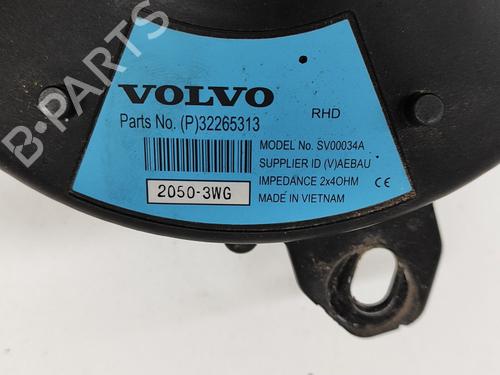 B-PARTS
VOLVO
RHD
Parts No. (P)32265313
MODEL No. SV00034A
SUPPLIER ID (V)AEBAU
IMPEDANCE 2x4OHM CE
MADE IN VIETNAM
2050-3WG